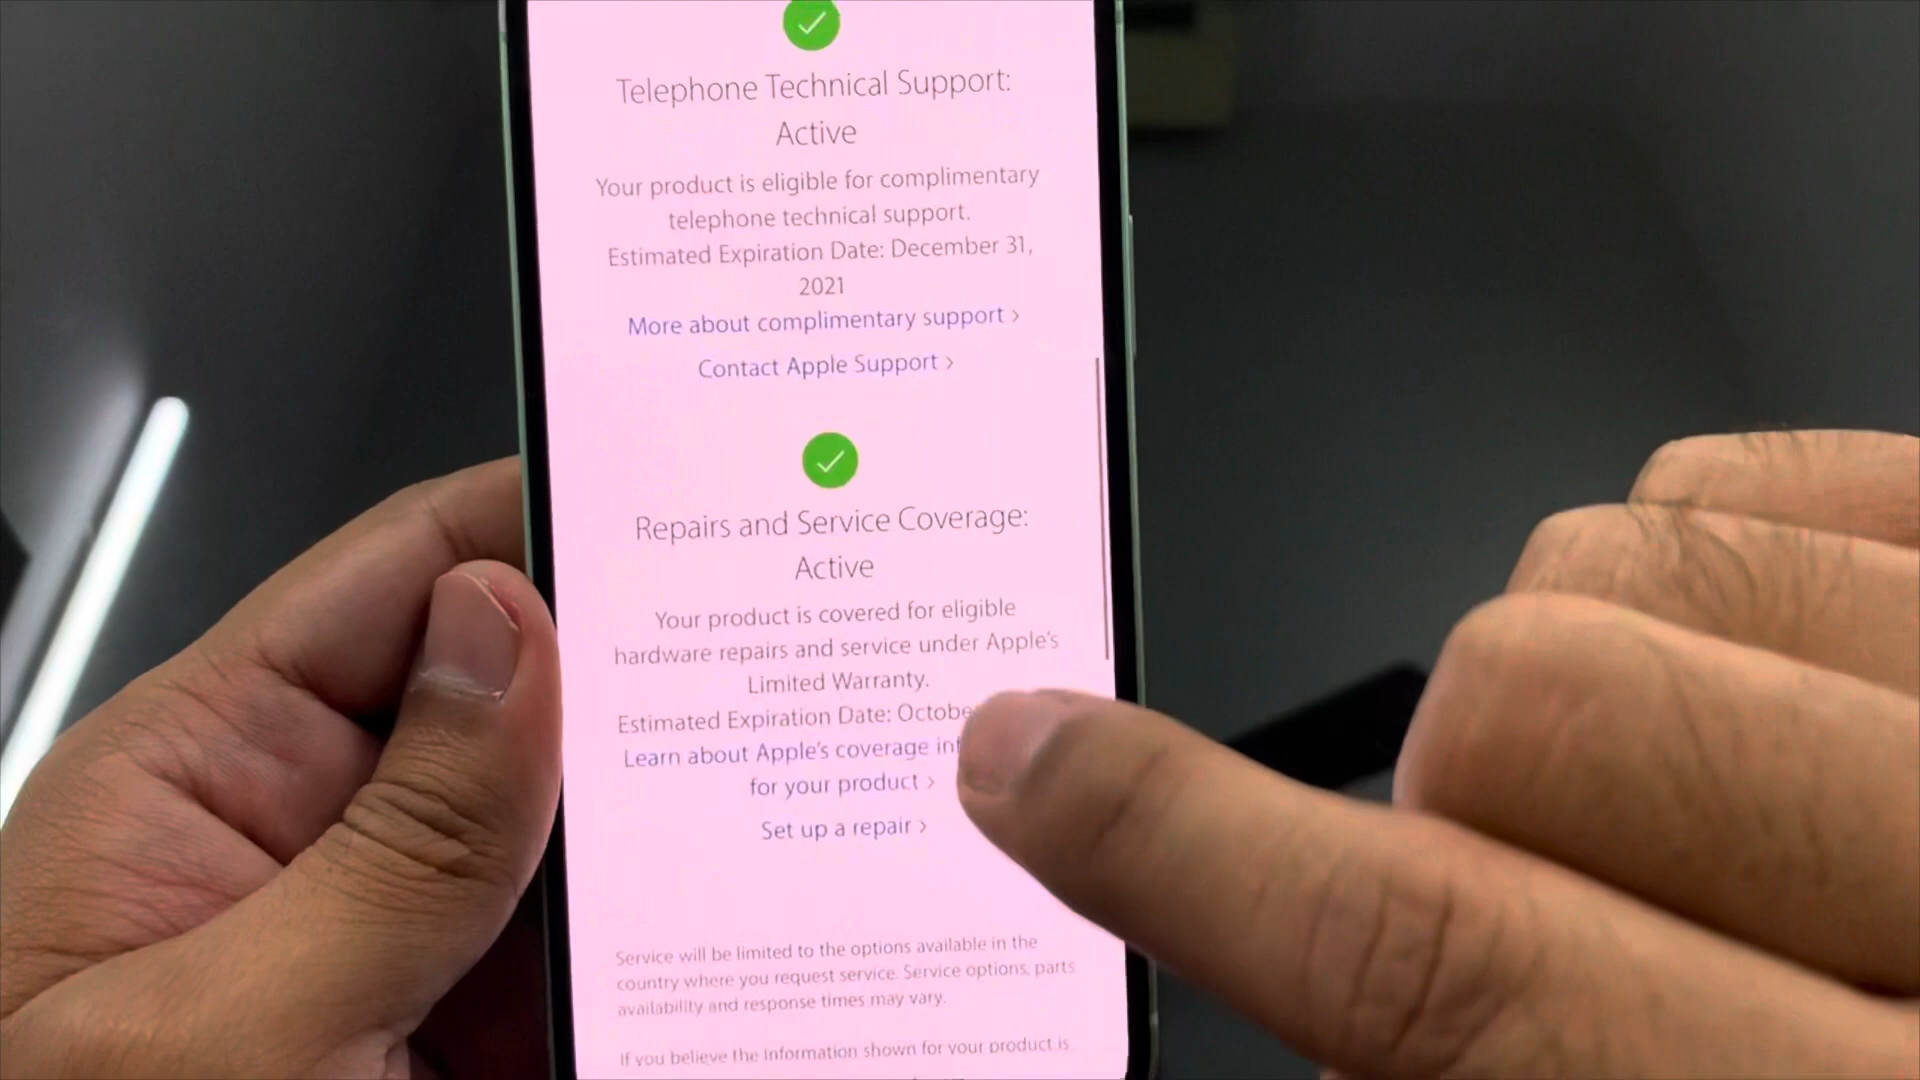 Telephone Technical Support:
Active
Your product is eligible for complimentary
telephone technical support.
Estimated Expiration Date: December 31,
2021
More about complimentary support >
Contact Apple Support >
Repairs and Service Coverage:
Active
Your product is covered for eligible
hardware repairs and service under Apple's
Limited Warranty.
Estimated Expiration Date:
Learn about Apple's coverage
for your product >
Set up a repair >
Service will be limited to the options available in the
country where you request service. Service options, parts
availability and response times may vary.
If you believe the information shown for your product is